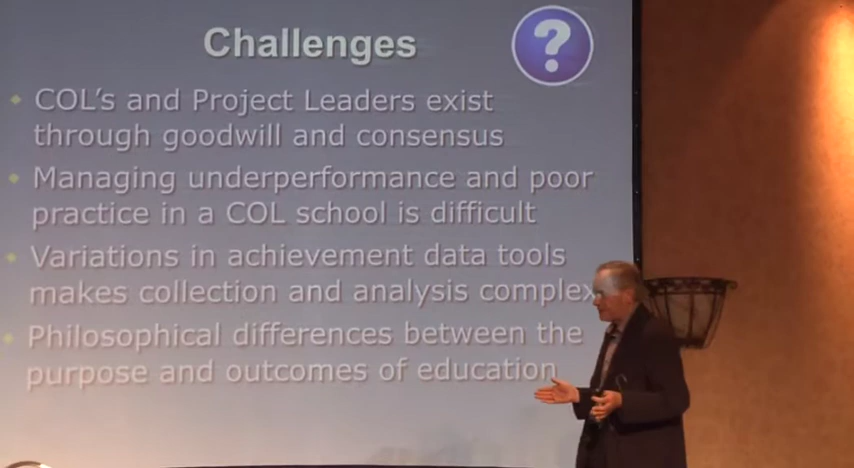 Challenges
?
COL's and Project Leaders exist
through goodwill and consensus
Managing underperformance and poor
practice in a COL school is difficult
Variations in achievement data tools
makes collection and analysis complex
Philosophical differences between the
purpose and outcomes of education